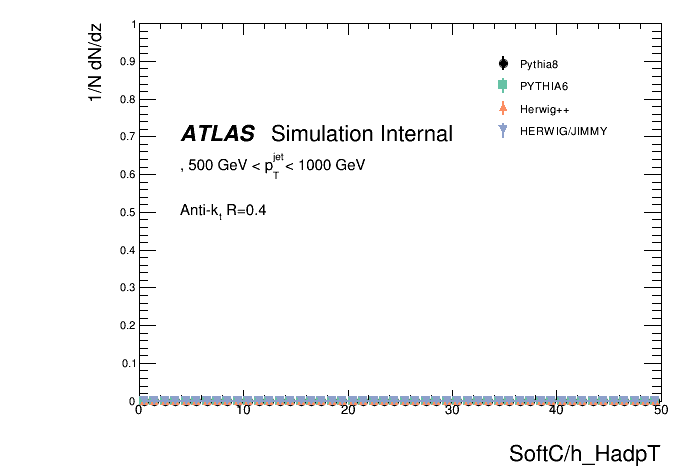 1/N dN/dz
1
0.9
0.8
0.7
0.6
0.5
0.4
0.3
0.2
0.1
0
Pythia8
PYTHIA6
Herwig++
HERWIG/JIMMY
ATLAS Simulation Internal
, 500 GeV < p_T^jet < 1000 GeV
Anti-k_t R=0.4
0 10 20 30 40 50
SoftC/h_HadpT